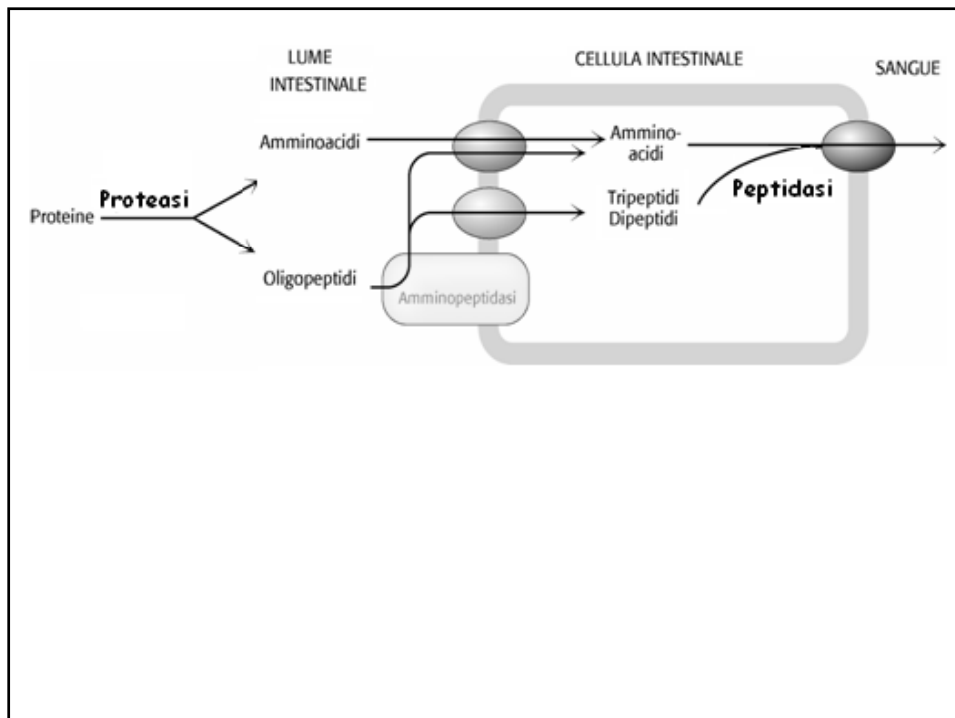 LUME
INTESTINALE
CELLULA INTESTINALE
SANGUE
Amminoacidi
Ammino-
acidi
Proteasi
Proteine
Peptidasi
Tripeptidi
Dipeptidi
Oligopeptidi
Amminopeptidasi